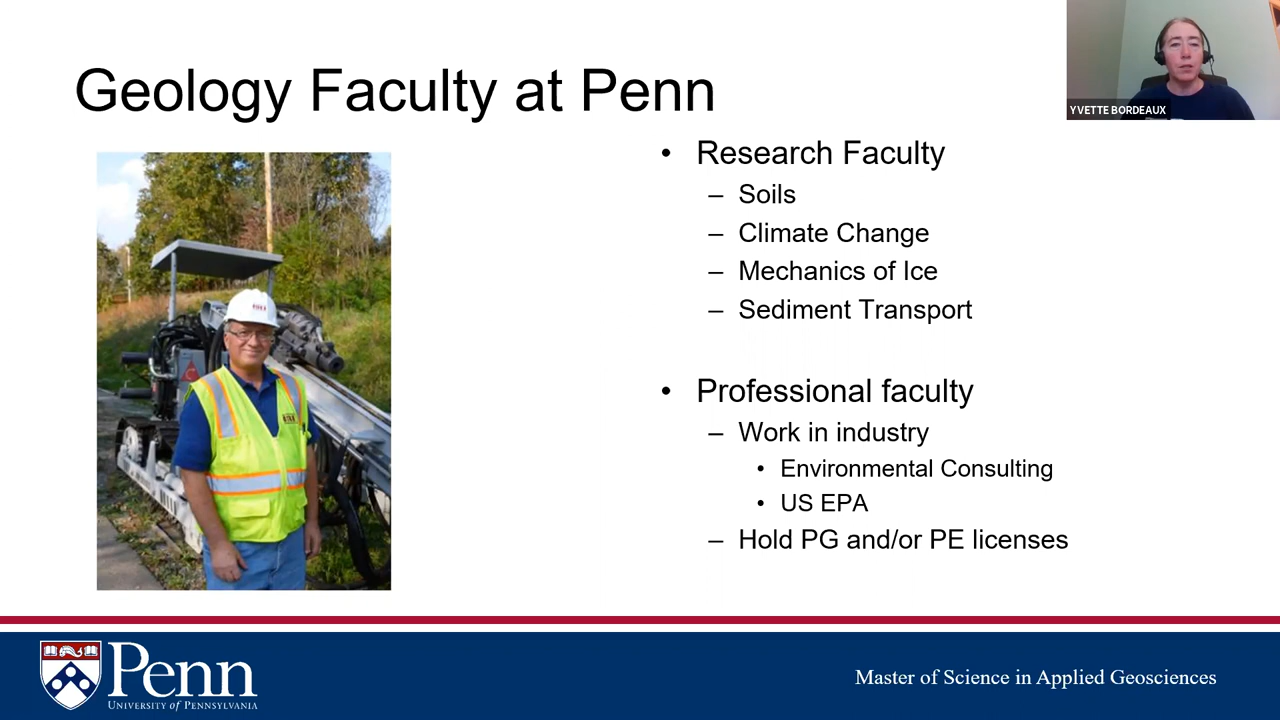 Geology Faculty at Penn
YVETTE BORDEAUX
• Research Faculty
– Soils
– Climate Change
– Mechanics of Ice
– Sediment Transport
• Professional faculty
– Work in industry
• Environmental Consulting
• US EPA
– Hold PG and/or PE licenses
Penn
UNIVERSITY of PENNSYLVANIA
Master of Science in Applied Geosciences